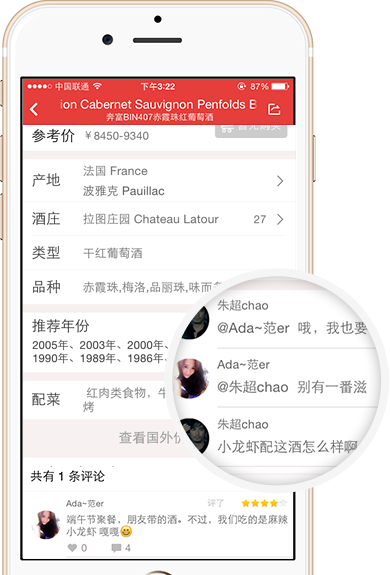 中国联通
下午3:22
87%
ion Cabernet Sauvignon Penfolds B
奔富BIN407赤霞珠红葡萄酒
参考价 ¥8450-9340
产地 法国 France
波雅克 Pauillac
酒庄 拉图庄园 Chateau Latour 27
类型 干红葡萄酒
品种 赤霞珠,梅洛,品丽珠,味而
推荐年份
2005年、2003年、2000年、
1990年、1989年、1986年、
配菜 红肉类食物，牛
烤
查看国外
朱超chao
@Ada~范er 哦，我也要
Ada~范er
@朱超chao 别有一番滋
朱超chao
小龙虾配这酒怎么样啊
共有 1 条评论
Ada~范er 评了
端午节聚餐，朋友带的酒。不过，我们吃的是麻辣
小龙虾 嘎嘎😄
0 4